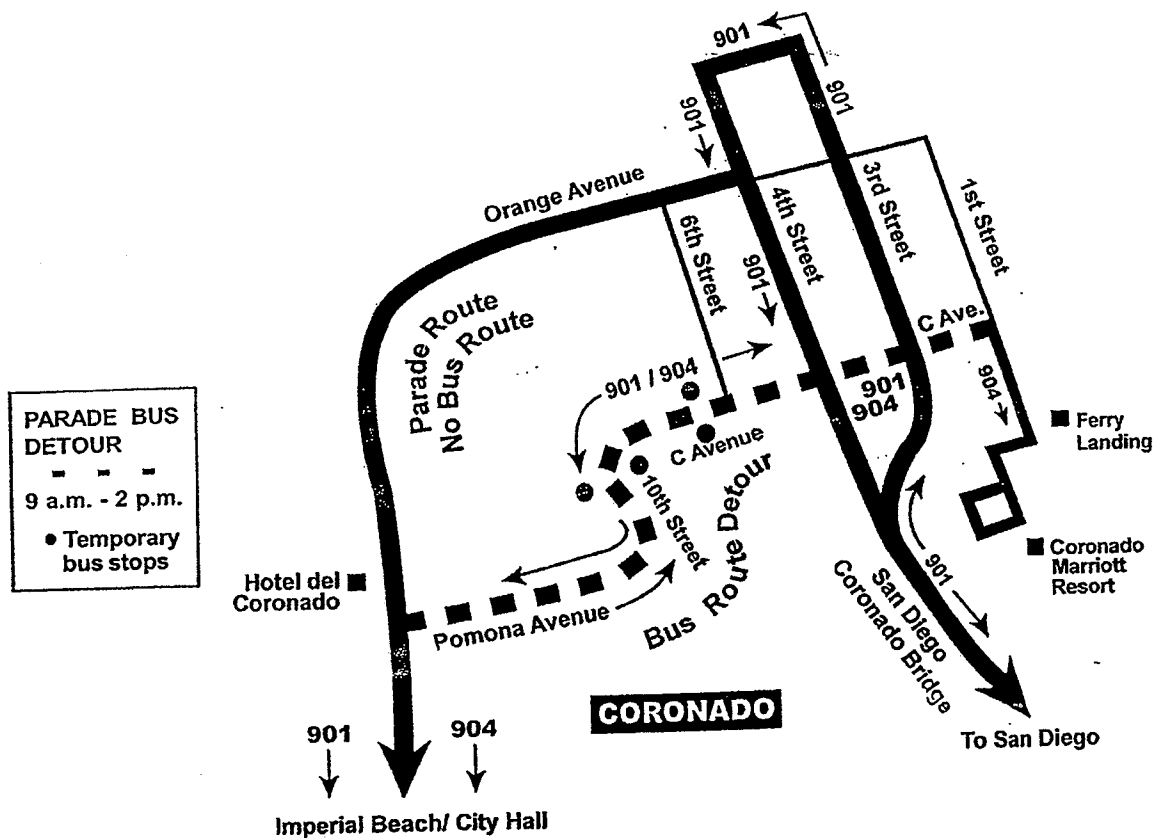 901
901
901
Orange Avenue
6th Street
901
4th Street
3rd Street
1st Street
C Ave.
Parade Route
No Bus Route
901 / 904
901
904
904
Ferry
Landing
PARADE BUS
DETOUR
9 a.m. - 2 p.m.
Temporary
bus stops
C Avenue
10th Street
Bus Route Detour
Hotel del
Coronado
Pomona Avenue
901
Coronado
Marriott
Resort
San Diego
Coronado Bridge
CORONADO
901
904
To San Diego
Imperial Beach/ City Hall